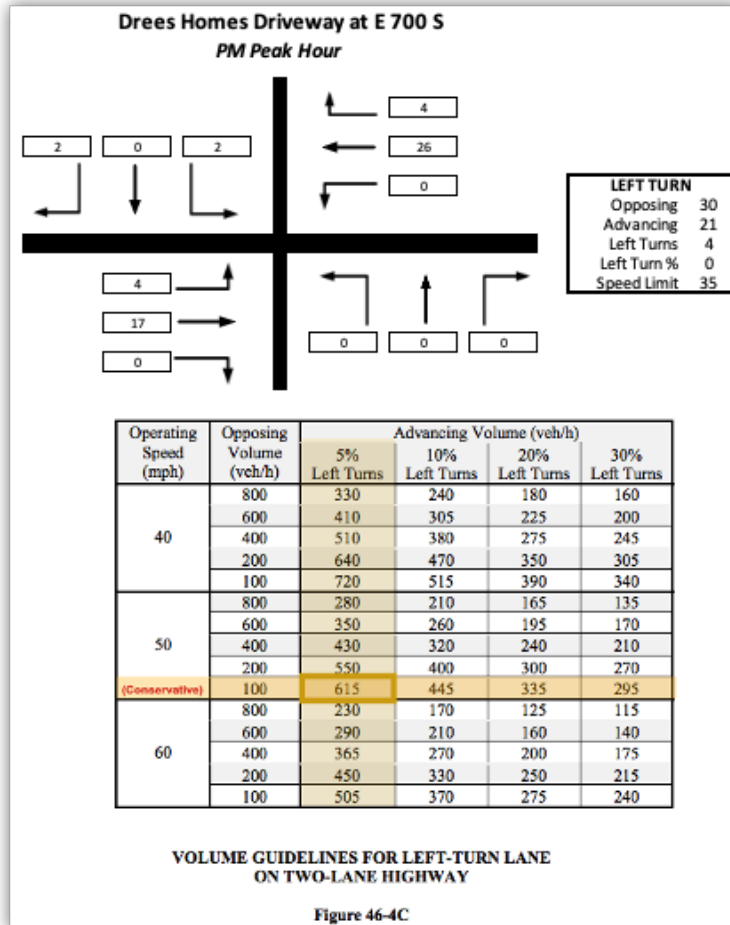 Drees Homes Driveway at E 700 S
PM Peak Hour
4
2 0 2
26
0
LEFT TURN
Opposing 30
Advancing 21
Left Turns 4
Left Turn % 0
Speed Limit 35
4
17
0 0 0
0
Operating Speed (mph) Opposing Volume (veh/h) Advancing Volume (veh/h)
5% Left Turns 10% Left Turns 20% Left Turns 30% Left Turns
40
800 330 240 180 160
600 410 305 225 200
400 510 380 275 245
200 640 470 350 305
100 720 515 390 340
50
800 280 210 165 135
600 350 260 195 170
400 430 320 240 210
200 550 400 300 270
(Conservative) 100 615 445 335 295
60
800 230 170 125 115
600 290 210 160 140
400 365 270 200 175
200 450 330 250 215
100 505 370 275 240
VOLUME GUIDELINES FOR LEFT-TURN LANE
ON TWO-LANE HIGHWAY
Figure 46-4C